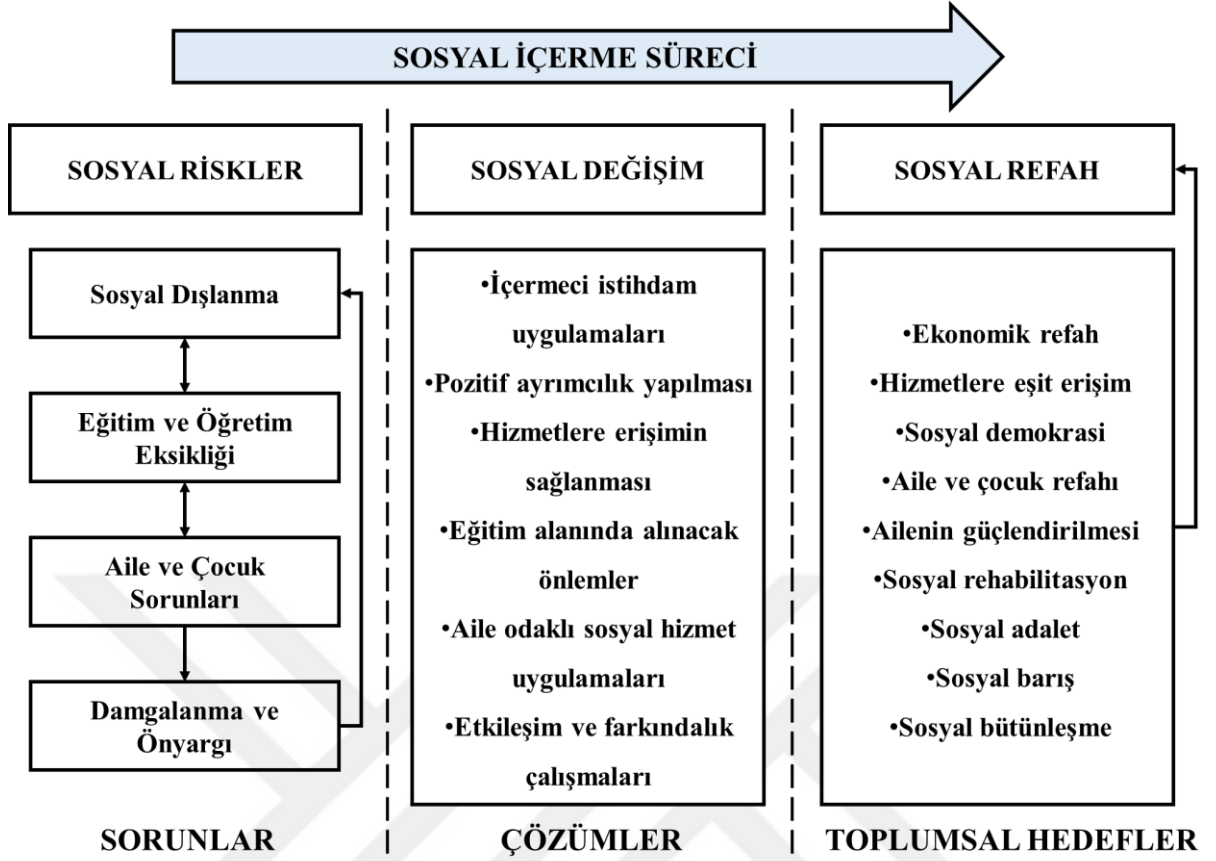 SOSYAL İÇERME SÜRECİ
SOSYAL RİSKLER
Sosyal Dışlanma
Eğitim ve Öğretim
Eksikliği
Aile ve Çocuk
Sorunları
Damgalanma ve
Önyargı
SORUNLAR
SOSYAL DEĞİŞİM
•İçermeci istihdam
uygulamaları
•Pozitif ayrımcılık yapılması
•Hizmetlere erişimin
sağlanması
•Eğitim alanında alınacak
önlemler
•Aile odaklı sosyal hizmet
uygulamaları
•Etkileşim ve farkındalık
çalışmaları
ÇÖZÜMLER
SOSYAL REFAH
•Ekonomik refah
•Hizmetlere eşit erişim
•Sosyal demokrasi
•Aile ve çocuk refahı
•Ailenin güçlendirilmesi
•Sosyal rehabilitasyon
•Sosyal adalet
•Sosyal barış
•Sosyal bütünleşme
TOPLUMSAL HEDEFLER